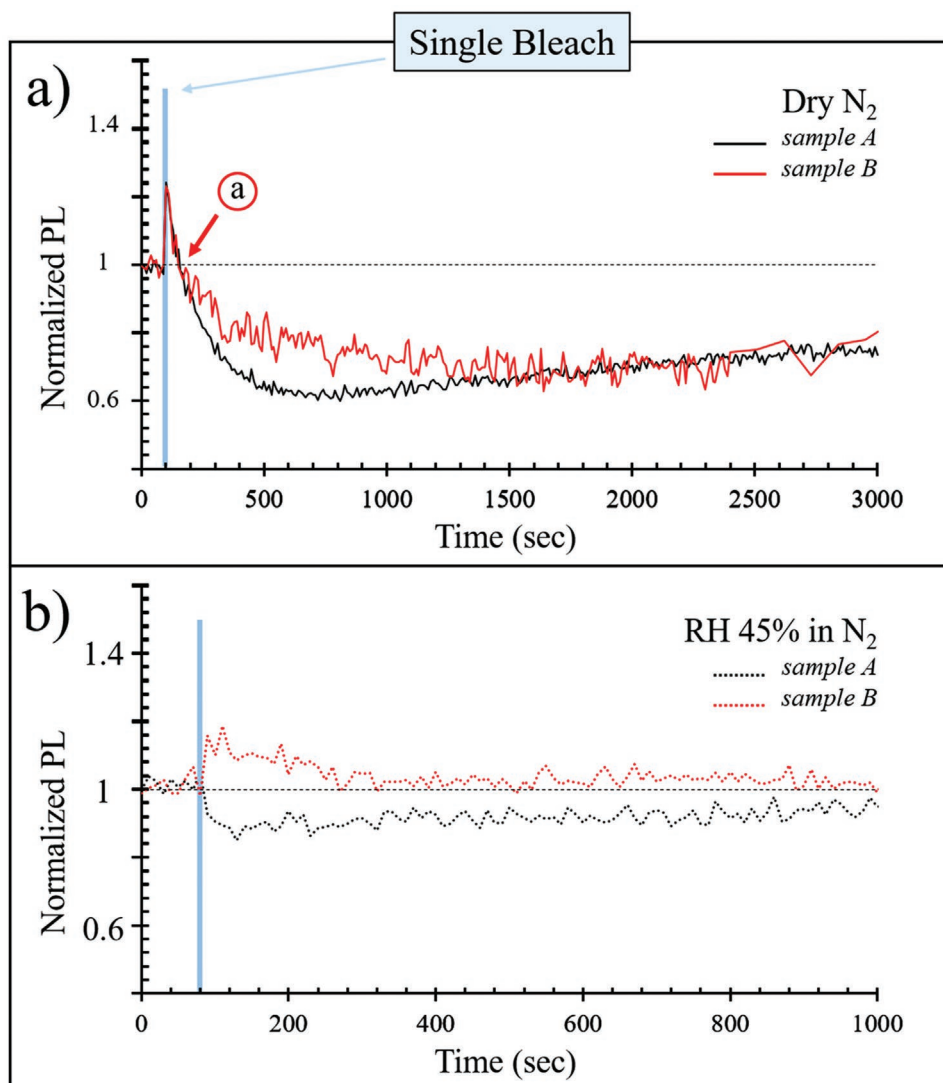 Single Bleach
a)
Dry N₂
sample A
sample B
a
1.4
1
0.6
Normalized PL
0 500 1000 1500 2000 2500 3000
Time (sec)
b)
RH 45% in N₂
sample A
sample B
1.4
1
0.6
Normalized PL
0 200 400 600 800 1000
Time (sec)